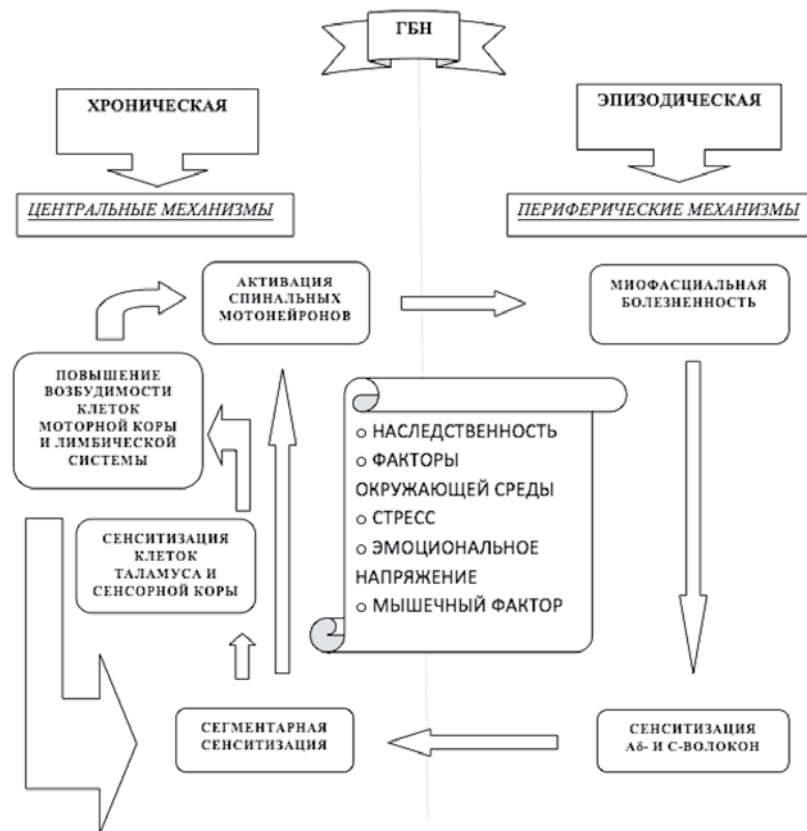 ГБН
ХРОНИЧЕСКАЯ
ЭПИЗОДИЧЕСКАЯ
ЦЕНТРАЛЬНЫЕ МЕХАНИЗМЫ
ПЕРИФЕРИЧЕСКИЕ МЕХАНИЗМЫ
АКТИВАЦИЯ
СПИНАЛЬНЫХ
МОТОНЕЙРОНОВ
МИОФАСЦИАЛЬНАЯ
БОЛЕЗНЕННОСТЬ
ПОВЫШЕНИЕ
ВОЗБУДИМОСТИ
КЛЕТОК
МОТОРНОЙ КОРЫ
И ЛИМБИЧЕСКОЙ
СИСТЕМЫ
o НАСЛЕДСТВЕННОСТЬ
o ФАКТОРЫ
ОКРУЖАЮЩЕЙ СРЕДЫ
o СТРЕСС
o ЭМОЦИОНАЛЬНОЕ
НАПРЯЖЕНИЕ
o МЫШЕЧНЫЙ ФАКТОР
СЕНСИТИЗАЦИЯ
КЛЕТОК
ТАЛАМУСА И
СЕНСОРНОЙ КОРЫ
СЕГМЕНТАРНАЯ
СЕНСИТИЗАЦИЯ
СЕНСИТИЗАЦИЯ
Аδ- И С-ВОЛОКОН